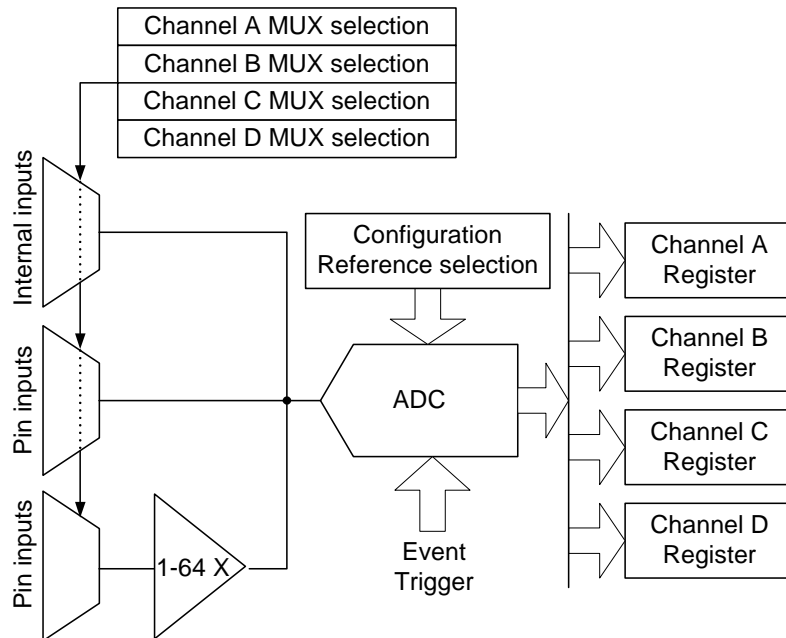 Channel A MUX selection
Channel B MUX selection
Channel C MUX selection
Channel D MUX selection
Internal inputs
Pin inputs
Pin inputs
1-64 X
Configuration
Reference selection
ADC
Event
Trigger
Channel A
Register
Channel B
Register
Channel C
Register
Channel D
Register